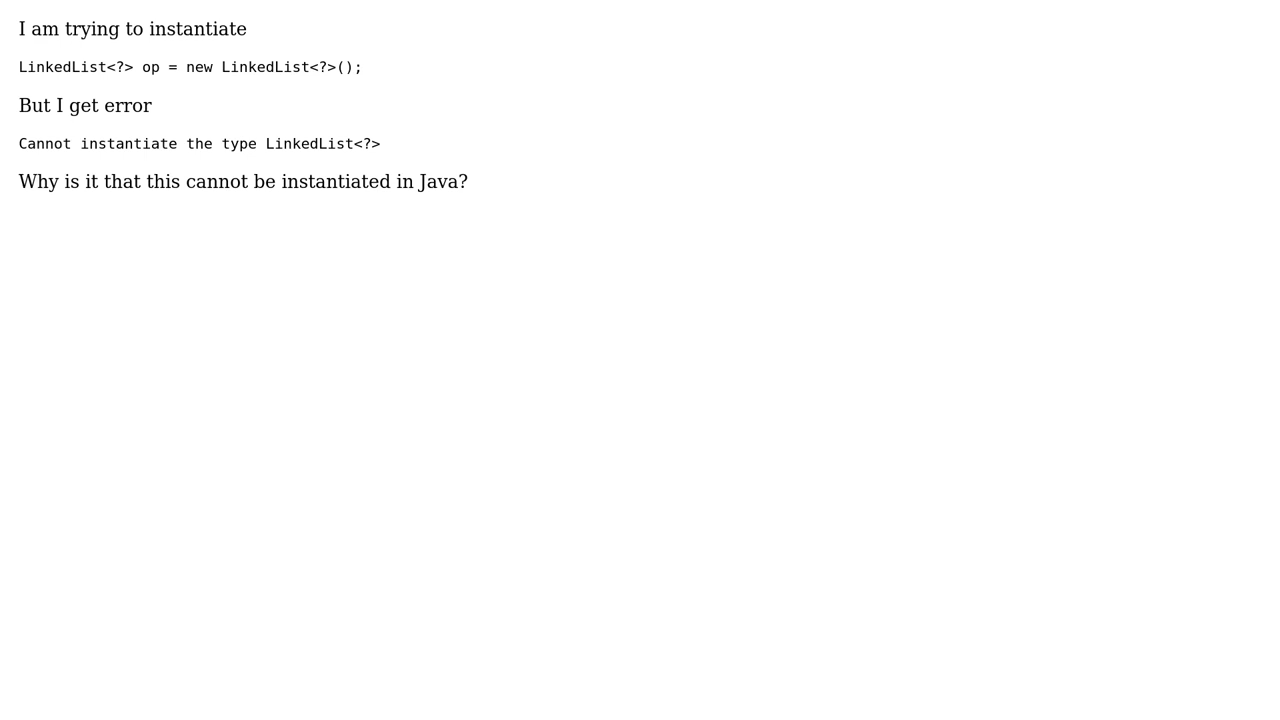 I am trying to instantiate
LinkedList<?> op = new LinkedList<?>();
But I get error
Cannot instantiate the type LinkedList<?>
Why is it that this cannot be instantiated in Java?